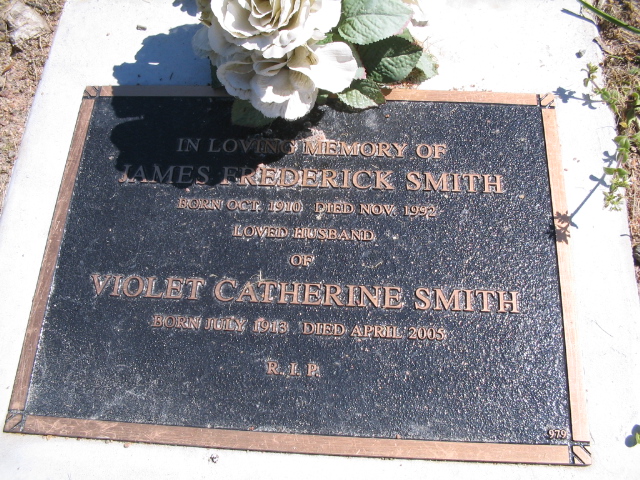 IN LOVING MEMORY OF
JAMES FREDERICK SMITH
BORN OCT. 1910 DIED NOV. 1952
LOVED HUSBAND
OF
VIOLET CATHERINE SMITH
BORN JULY 1913 DIED APRIL 2005
R. I. P.
979